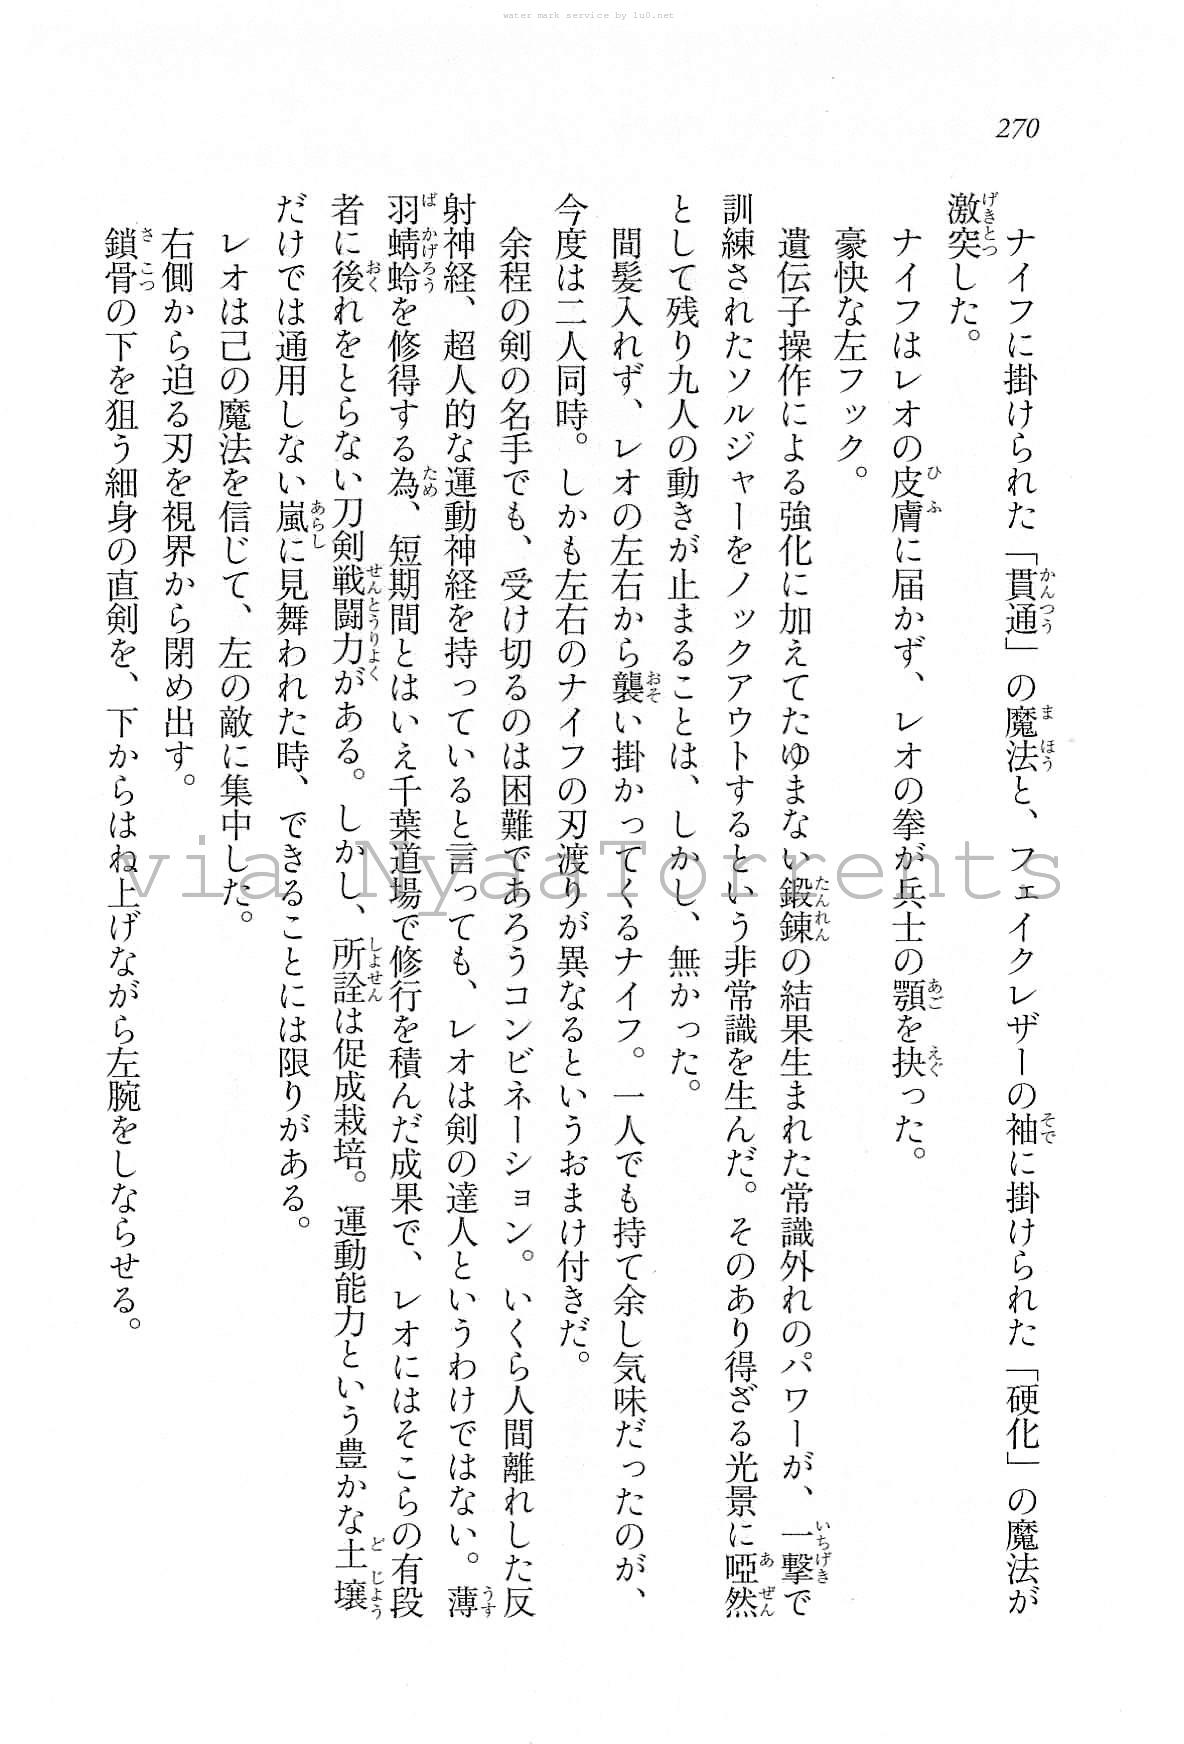 water mark service by lu0.net
270
ナイフに掛けられた「貫通」の魔法と、フェイクレザーの袖に掛けられた「硬化」の魔法が
激突した。
ナイフはレオの皮膚に届かず、レオの拳が兵士の顎を抉った。
豪快な左フック。
遺伝子操作による強化に加えてたゆまない鍛錬の結果生まれた常識外れのパワーが、一撃で
訓練されたソルジャーをノックアウトするという非常識を生んだ。そのあり得ざる光景に啞然
として残り九人の動きが止まることは、しかし、無かった。
間髪入れず、レオの左右から襲い掛かってくるナイフ。一人でも持て余し気味だったのが、
今度は二人同時。しかも左右のナイフの刃渡りが異なるというおまけ付きだ。
余程の剣の名手でも、受け切るのは困難であろうコンビネーション。いくら人間離れした反
射神経、超人的な運動神経を持っていると言っても、レオは剣の達人というわけではない。薄
羽蜻蛉を修得する為、短期間とはいえ千葉道場で修行を積んだ成果で、レオにはそこらの有段
者に後れをとらない刀剣戦闘力がある。しかし、所詮は促成栽培。運動能力という豊かな土壌
だけでは通用しない嵐に見舞われた時、できることには限りがある。
レオは己の魔法を信じて、左の敵に集中した。
右側から迫る刃を視界から閉め出す。
鎖骨の下を狙う細身の直剣を、下からはね上げながら左腕をしならせる。
via NyaaTorrents